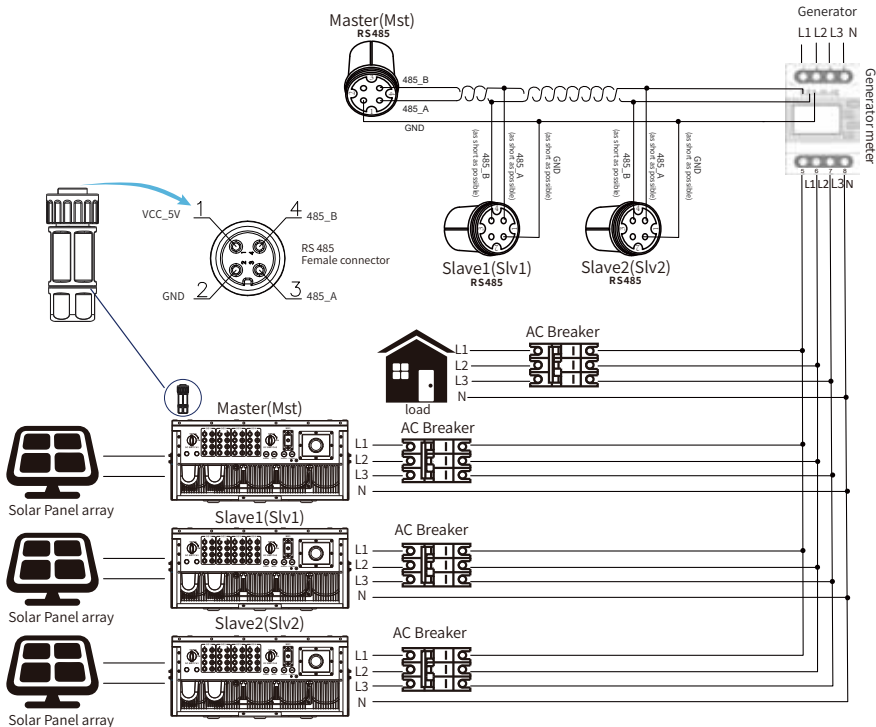 Master(Mst)
RS485
485_B
485_A
GND
Generator
L1 L2 L3 N
Generator meter
5 6 7 8
L1 L2 L3 N
485_B
(as short as possible)
485_A
(as short as possible)
GND
(as short as possible)
485_B
(as short as possible)
485_A
(as short as possible)
GND
(as short as possible)
Slave1(Slv1)
RS485
Slave2(Slv2)
RS485
VCC_5V
1
4
485_B
RS 485
Female connector
GND
2
3
485_A
1 4
2 3
AC Breaker
L1
L2
L3
N
load
Master(Mst)
AC Breaker
L1
L2
L3
N
Solar Panel array
Slave1(Slv1)
AC Breaker
L1
L2
L3
N
Solar Panel array
Slave2(Slv2)
AC Breaker
L1
L2
L3
N
Solar Panel array